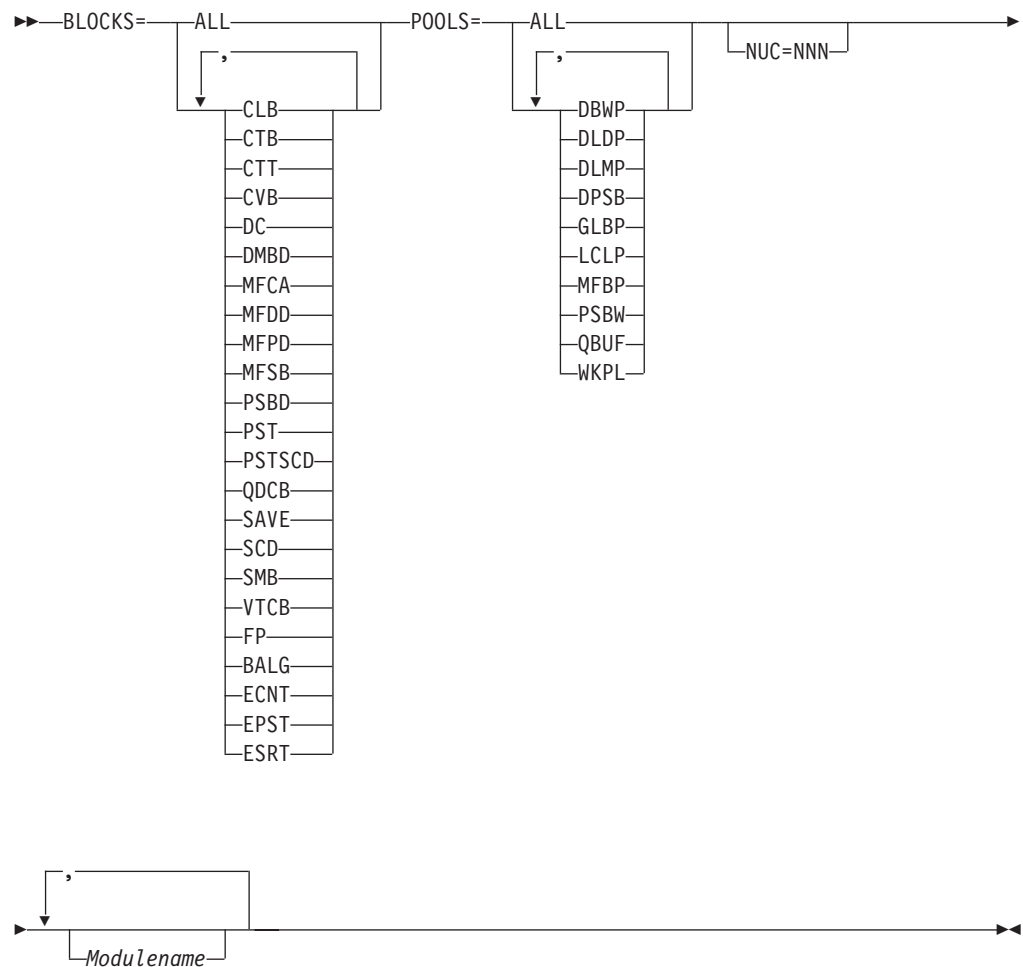 BLOCKS= ALL POOLS= ALL
, , NUC=NNN
CLB DBWP
CTB DLDP
CTT DLMP
CVB DPSB
DC GLBP
DMBD LCLP
MFCA MFBP
MFDD PSBW
MFPD QBUF
MFSB WKPL
PSBD
PST
PSTSCD
QDCB
SAVE
SCD
SMB
VTCB
FP
BALG
ECNT
EPST
ESRT
,
Modulename